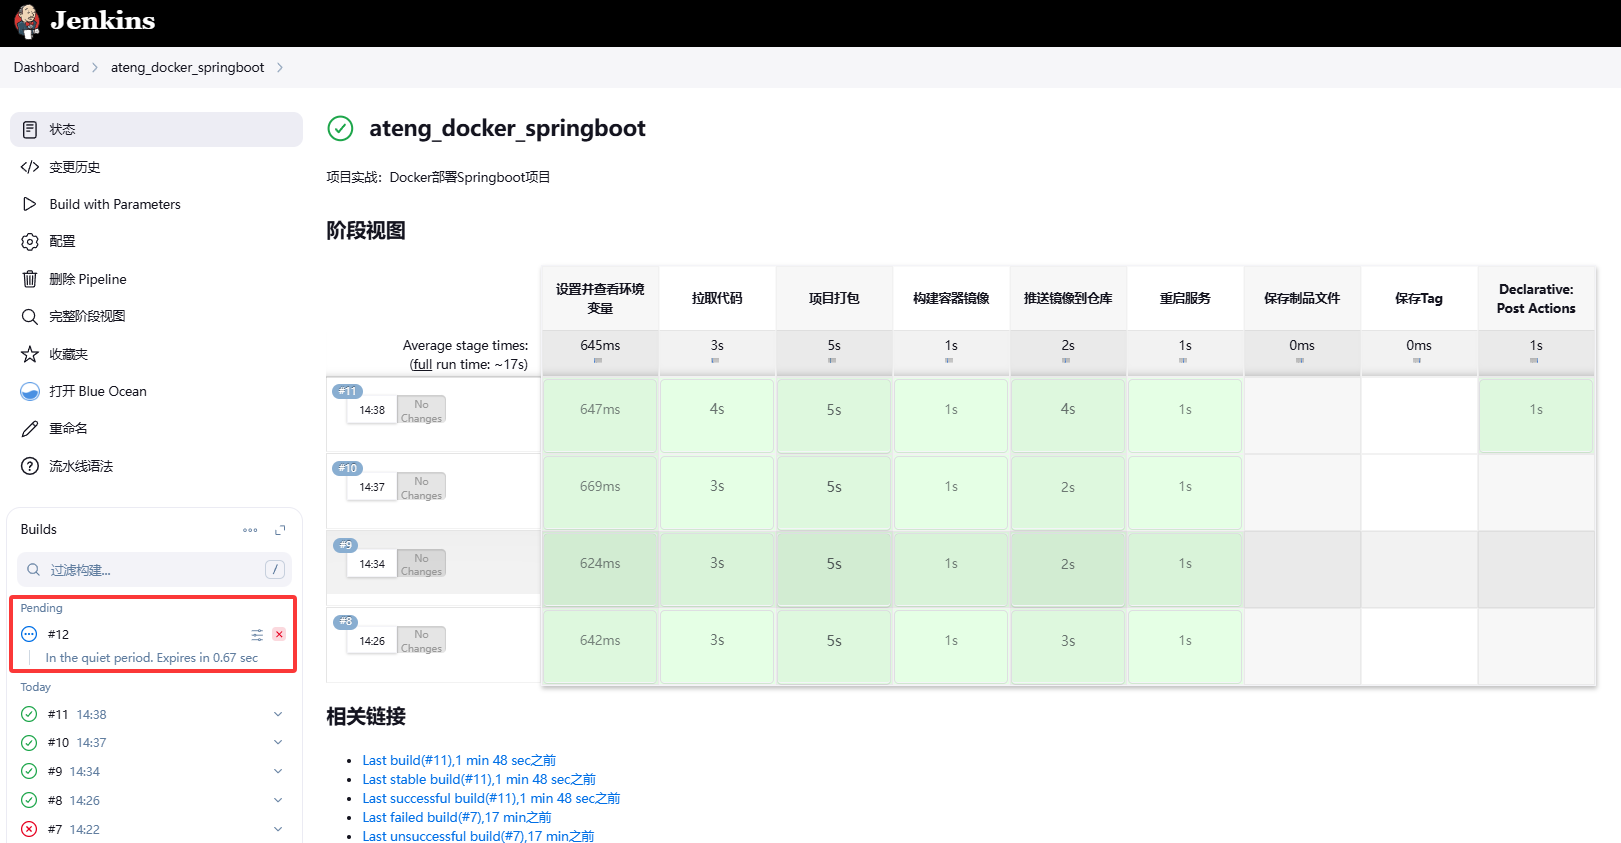 Jenkins
Dashboard
ateng_docker_springboot
状态
变更历史
Build with Parameters
配置
删除 Pipeline
完整阶段视图
收藏夹
打开 Blue Ocean
重命名
流水线语法
Builds
过滤构建...
/
Pending
#12
In the quiet period. Expires in 0.67 sec
Today
#11 14:38
#10 14:37
#9 14:34
#8 14:26
#7 14:22
ateng_docker_springboot
项目实战：Docker部署Springboot项目
阶段视图
设置并查看环境变量 拉取代码 项目打包 构建容器镜像 推送镜像到仓库 重启服务 保存制品文件 保存Tag Declarative: Post Actions
Average stage times: 645ms 3s 5s 1s 2s 1s 0ms 0ms 1s
(full run time: ~17s)
#11
14:38 No Changes 647ms 4s 5s 1s 4s 1s 1s
#10
14:37 No Changes 669ms 3s 5s 1s 2s 1s
#9
14:34 No Changes 624ms 3s 5s 1s 2s 1s
#8
14:26 No Changes 642ms 3s 5s 1s 3s 1s
相关链接
Last build(#11),1 min 48 sec之前
Last stable build(#11),1 min 48 sec之前
Last successful build(#11),1 min 48 sec之前
Last failed build(#7),17 min之前
Last unsuccessful build(#7),17 min之前